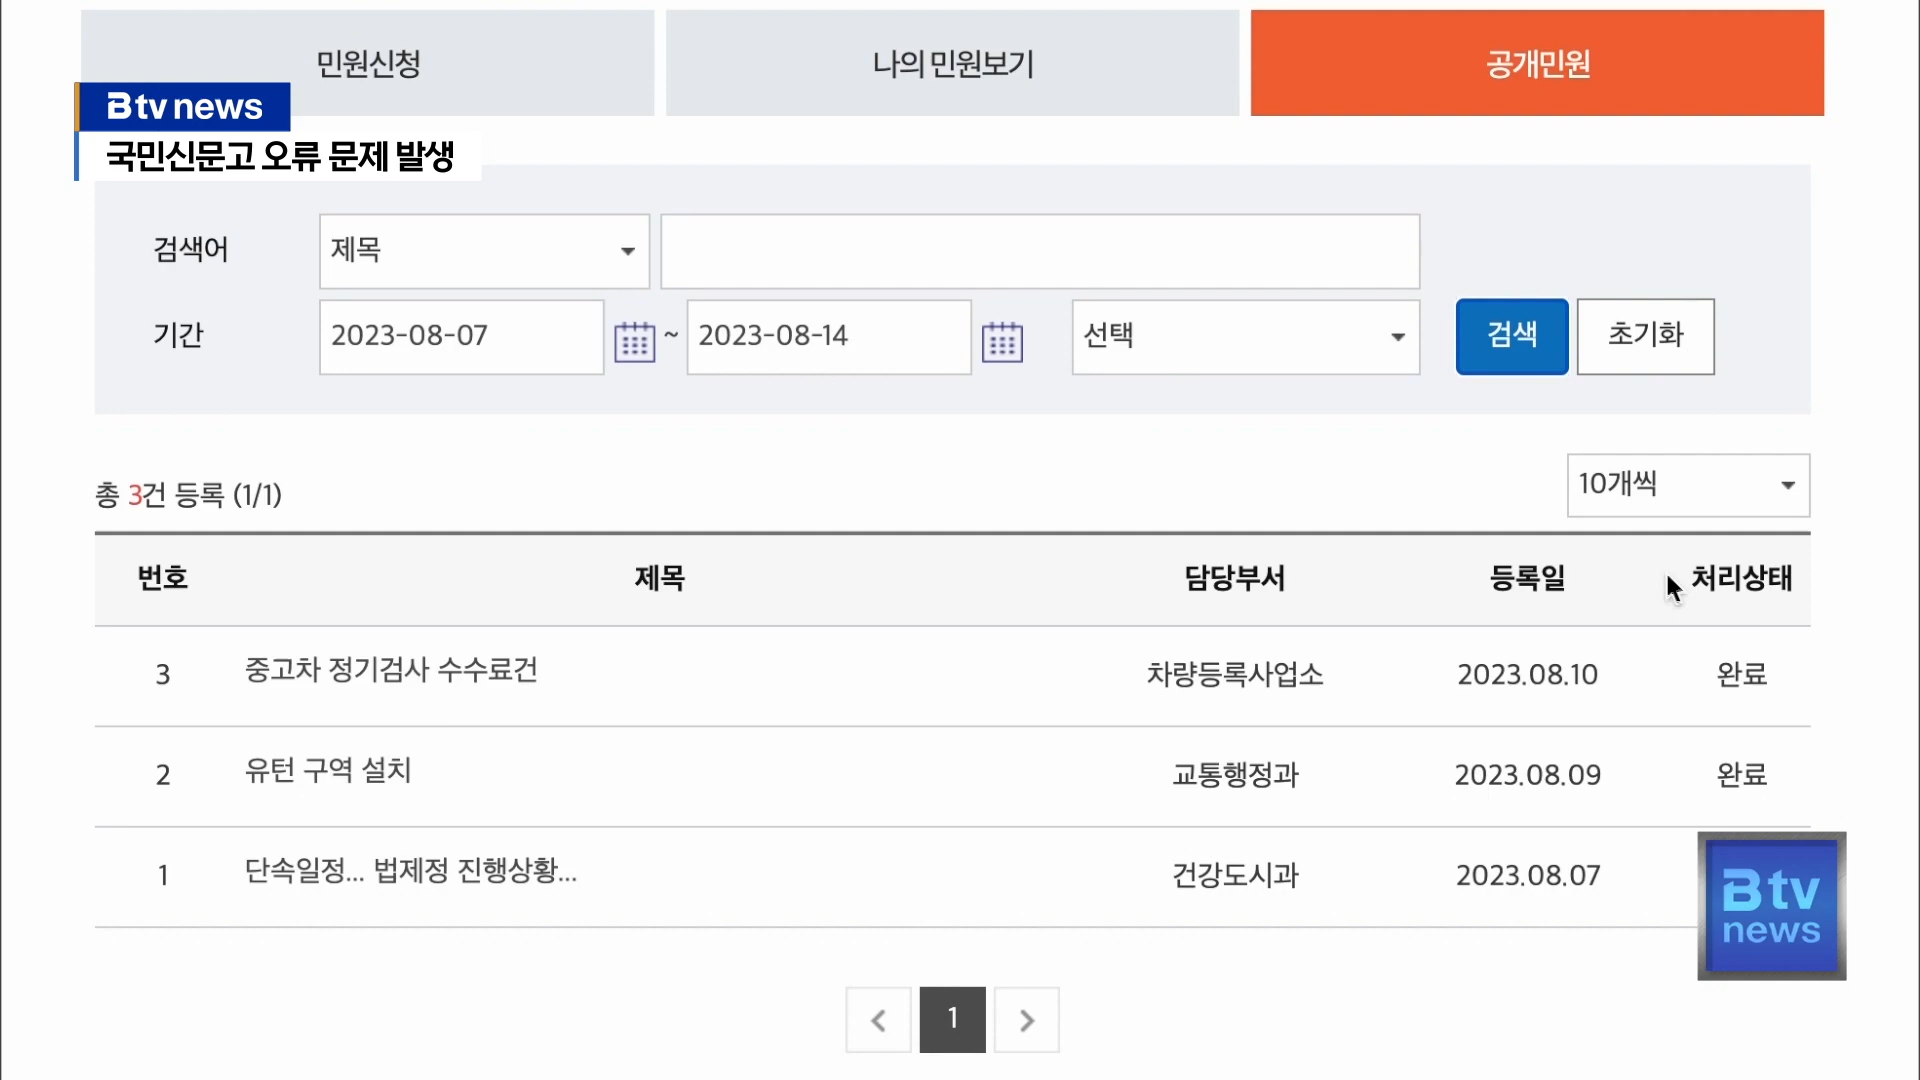 민원신청 나의 민원보기 공개민원
B tv news
국민신문고 오류 문제 발생
검색어 제목
기간 2023-08-07 ~ 2023-08-14 선택 검색 초기화
총 3건 등록 (1/1) 10개씩
번호 제목 담당부서 등록일 처리상태
3 중고차 정기검사 수수료건 차량등록사업소 2023.08.10 완료
2 유턴 구역 설치 교통행정과 2023.08.09 완료
1 단속일정... 법제정 진행상황... 건강도시과 2023.08.07
B tv
news
1